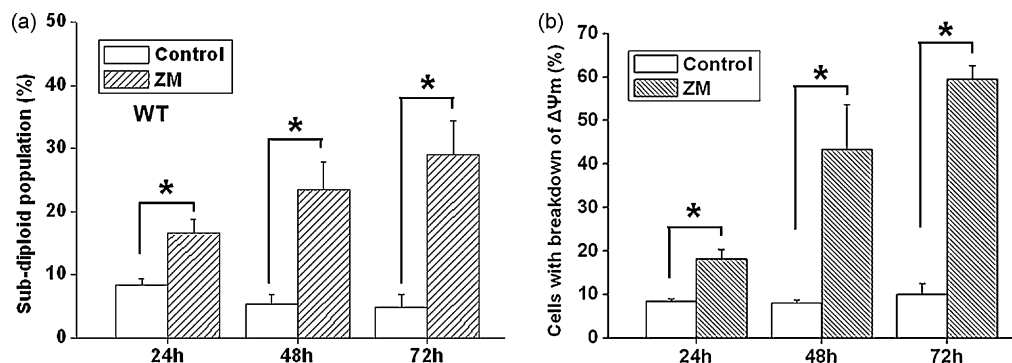 (a)
Sub-diploid population (%)
50
40
30
20
10
0
Control
ZM
WT
*
*
*
24h
48h
72h
(b)
Cells with breakdown of ΔΨm (%)
70
60
50
40
30
20
10
0
Control
ZM
*
*
*
24h
48h
72h